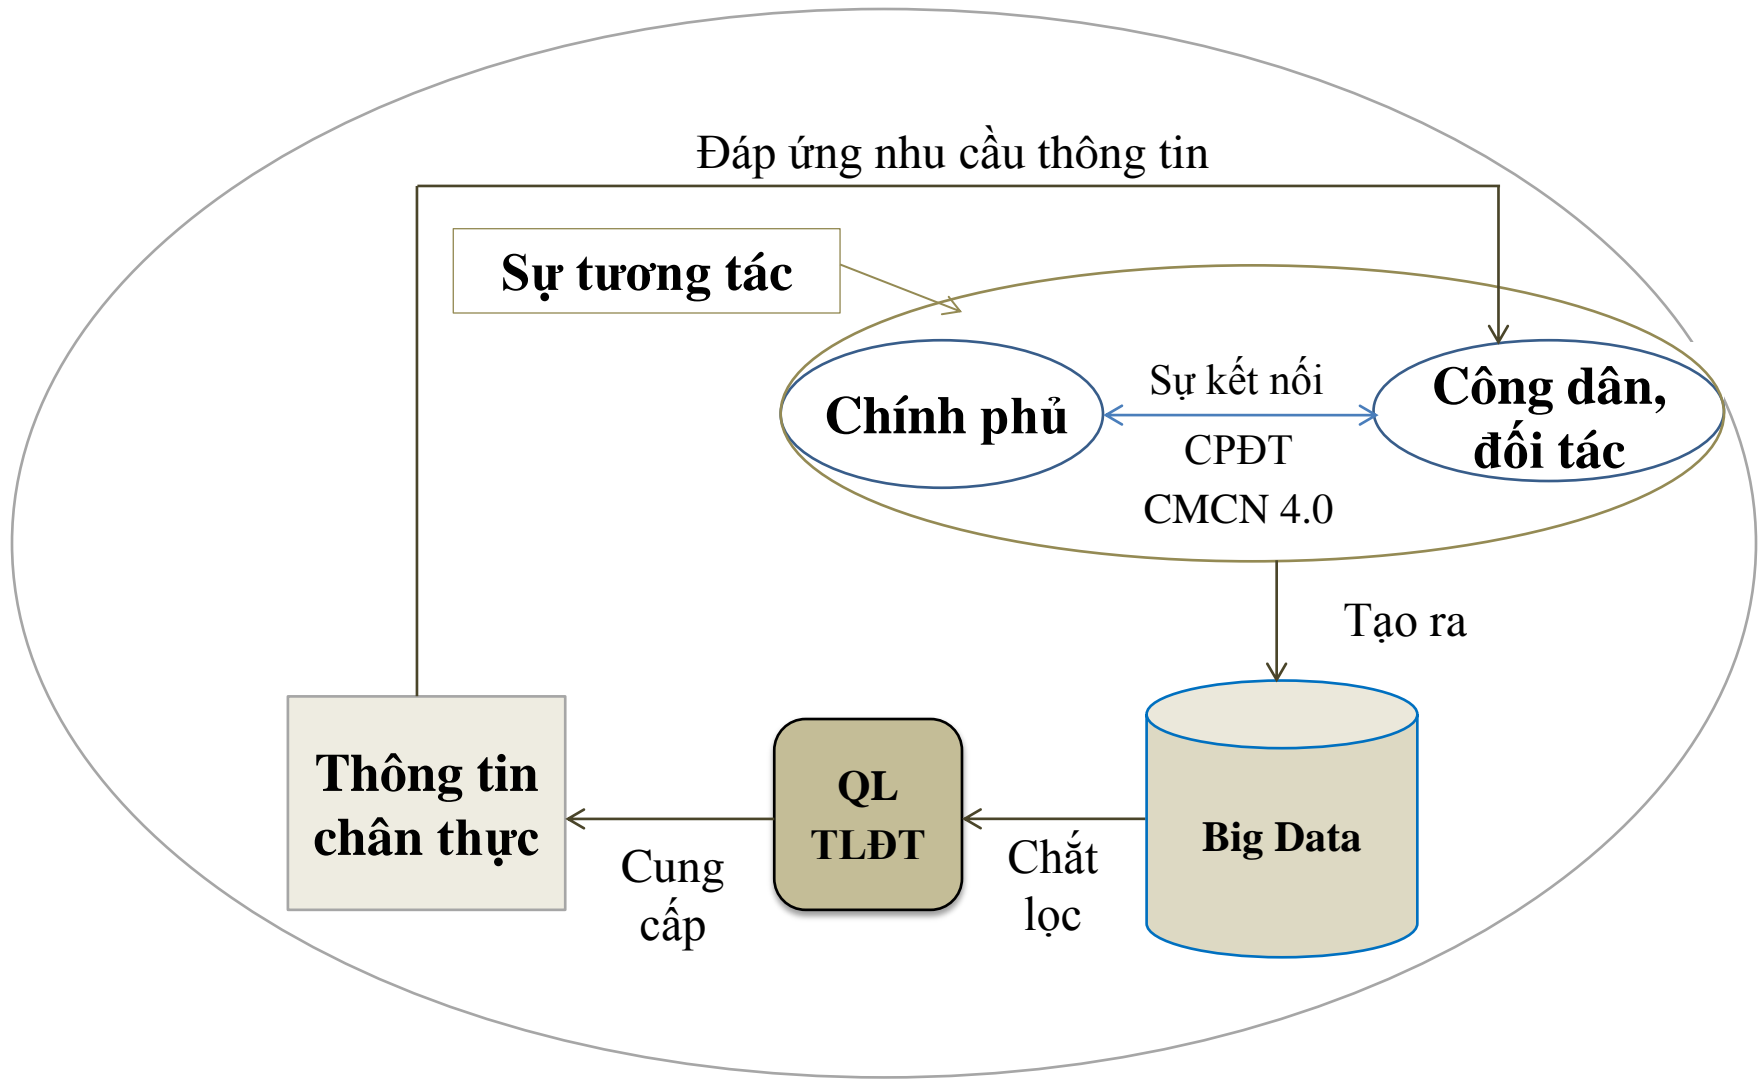 Đáp ứng nhu cầu thông tin
Sự tương tác
Chính phủ
Sự kết nối
CPĐT
CMCN 4.0
Công dân,
đối tác
Tạo ra
Thông tin
chân thực
Cung
cấp
QL
TLĐT
Chắt
lọc
Big Data